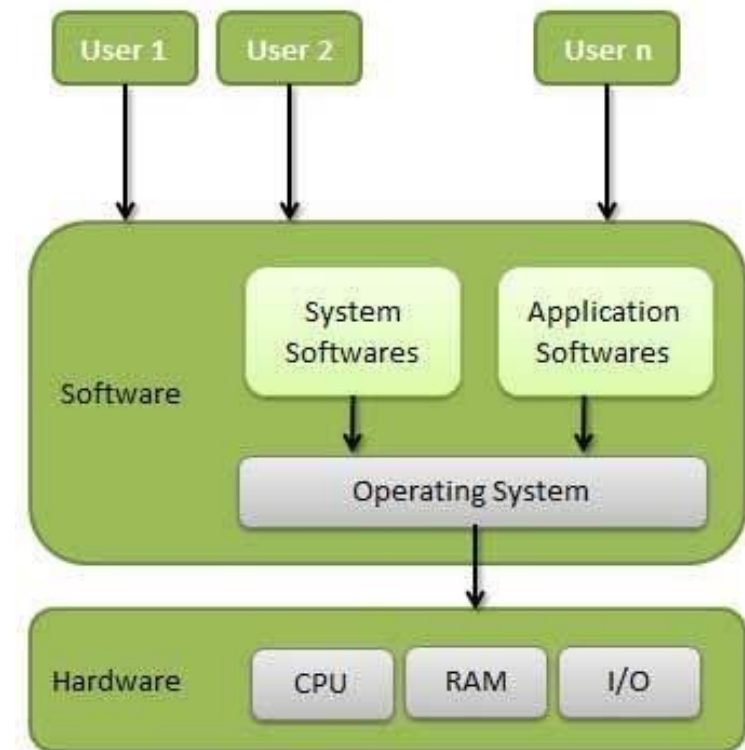 User 1
User 2
User n
System
Softwares
Application
Softwares
Software
Operating System
Hardware
CPU
RAM
I/O